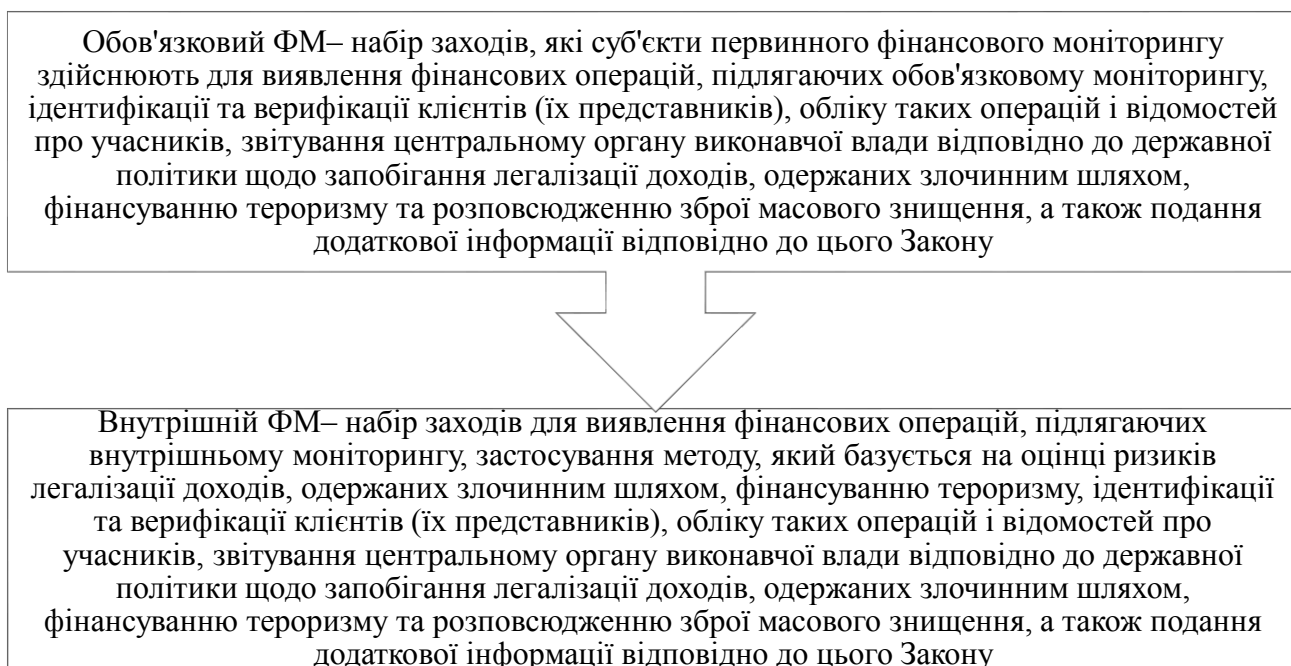 Обов'язковий ФМ– набір заходів, які суб'єкти первинного фінансового моніторингу
здійснюють для виявлення фінансових операцій, підлягаючих обов'язковому моніторингу,
ідентифікації та верифікації клієнтів (їх представників), обліку таких операцій і відомостей
про учасників, звітування центральному органу виконавчої влади відповідно до державної
політики щодо запобігання легалізації доходів, одержаних злочинним шляхом,
фінансуванню тероризму та розповсюдженню зброї масового знищення, а також подання
додаткової інформації відповідно до цього Закону
Внутрішній ФМ– набір заходів для виявлення фінансових операцій, підлягаючих
внутрішньому моніторингу, застосування методу, який базується на оцінці ризиків
легалізації доходів, одержаних злочинним шляхом, фінансуванню тероризму, ідентифікації
та верифікації клієнтів (їх представників), обліку таких операцій і відомостей про
учасників, звітування центральному органу виконавчої влади відповідно до державної
політики щодо запобігання легалізації доходів, одержаних злочинним шляхом,
фінансуванню тероризму та розповсюдженню зброї масового знищення, а також подання
додаткової інформації відповідно до цього Закону